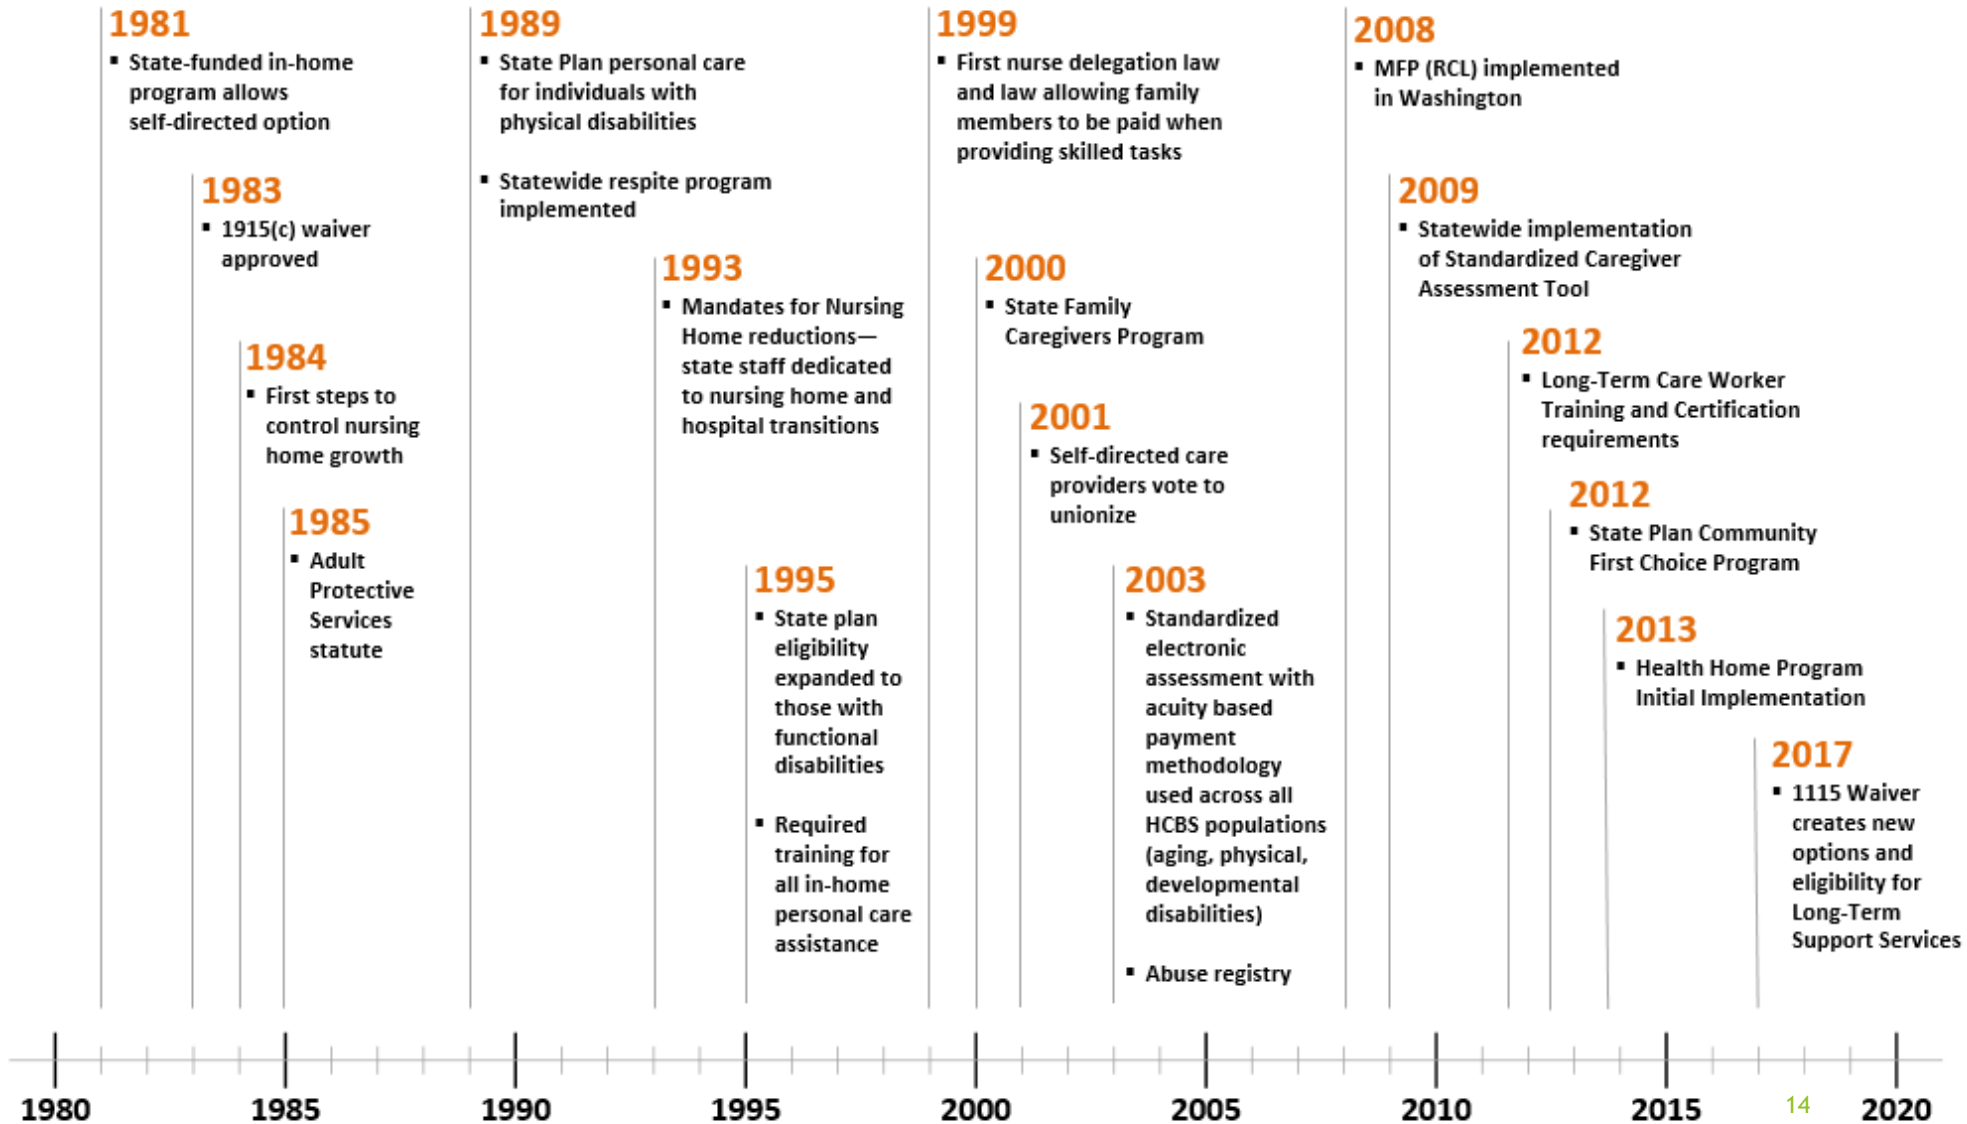 1981
▪ State-funded in-home
program allows
self-directed option
1983
▪ 1915(c) waiver
approved
1984
▪ First steps to
control nursing
home growth
1985
▪ Adult
Protective
Services
statute
1989
▪ State Plan personal care
for individuals with
physical disabilities
▪ Statewide respite program
implemented
1993
▪ Mandates for Nursing
Home reductions—
state staff dedicated
to nursing home and
hospital transitions
1995
▪ State plan
eligibility
expanded to
those with
functional
disabilities
▪ Required
training for
all in-home
personal care
assistance
1999
▪ First nurse delegation law
and law allowing family
members to be paid when
providing skilled tasks
2000
▪ State Family
Caregivers Program
2001
▪ Self-directed care
providers vote to
unionize
2003
▪ Standardized
electronic
assessment with
acuity based
payment
methodology
used across all
HCBS populations
(aging, physical,
developmental
disabilities)
▪ Abuse registry
2008
▪ MFP (RCL) implemented
in Washington
2009
▪ Statewide implementation
of Standardized Caregiver
Assessment Tool
2012
▪ Long-Term Care Worker
Training and Certification
requirements
2012
▪ State Plan Community
First Choice Program
2013
▪ Health Home Program
Initial Implementation
2017
▪ 1115 Waiver
creates new
options and
eligibility for
Long-Term
Support Services
1980 1985 1990 1995 2000 2005 2010 2015 2020
14